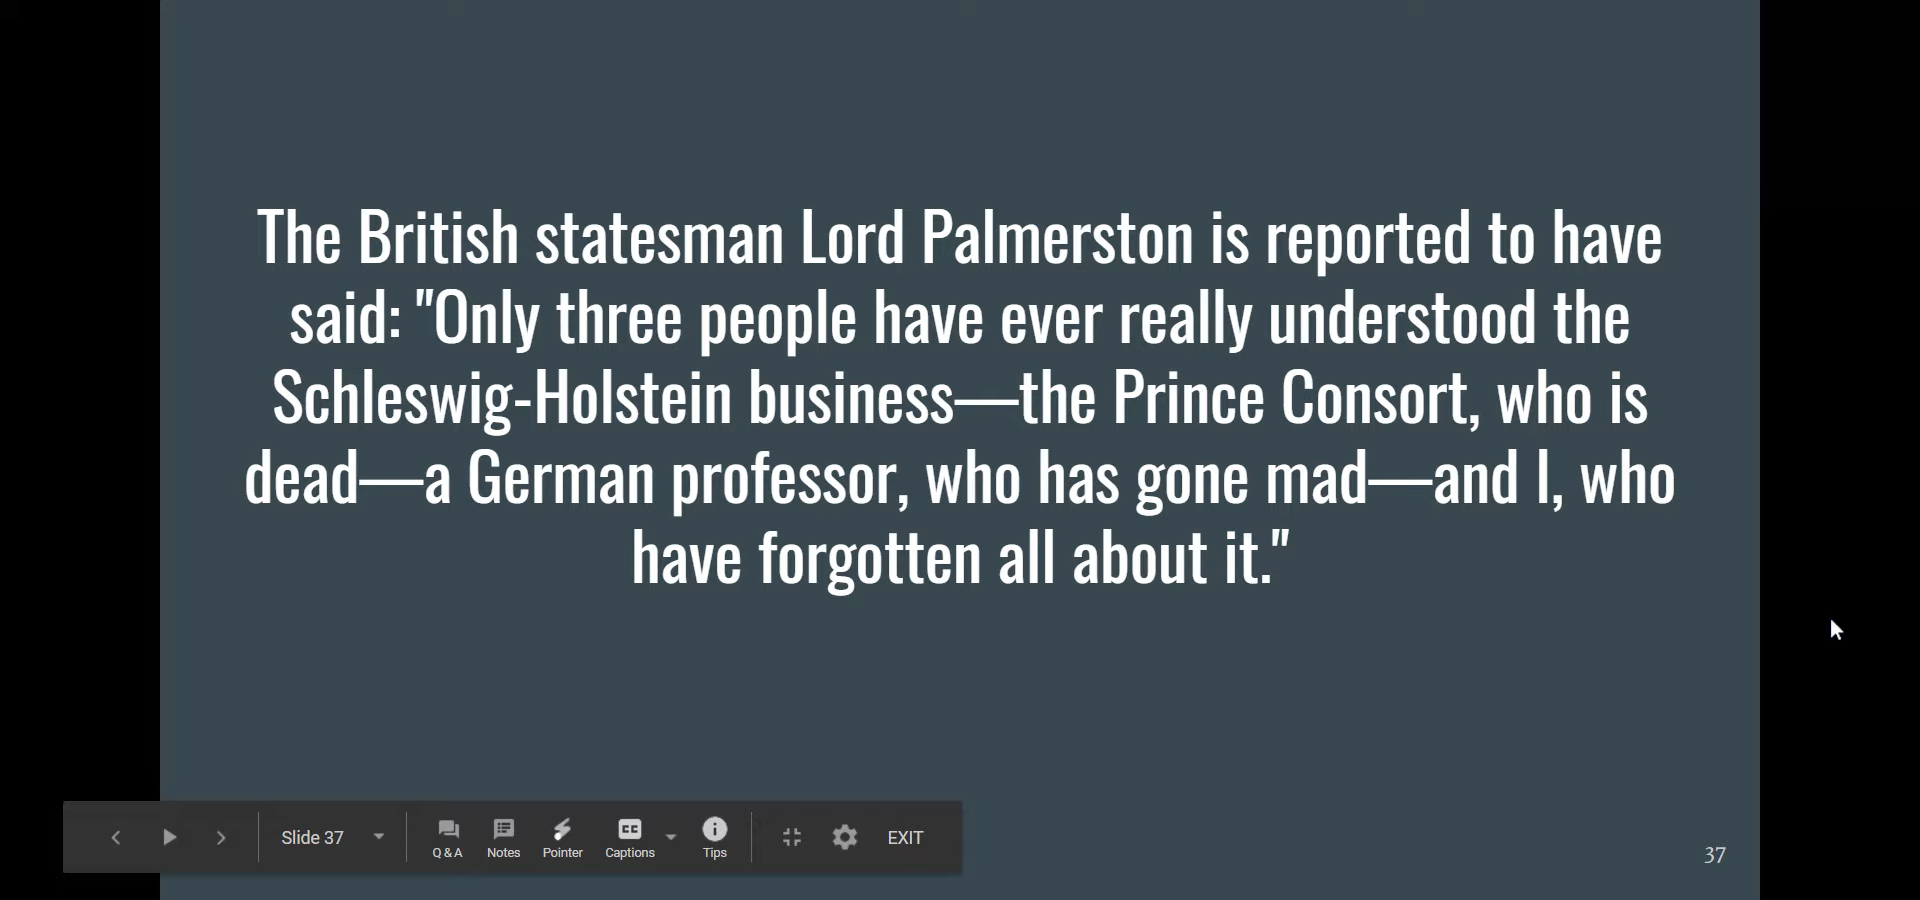 The British statesman Lord Palmerston is reported to have
said: "Only three people have ever really understood the
Schleswig-Holstein business—the Prince Consort, who is
dead—a German professor, who has gone mad—and I, who
have forgotten all about it."
Slide 37
Q & A
Notes
Pointer
Captions
Tips
EXIT
37